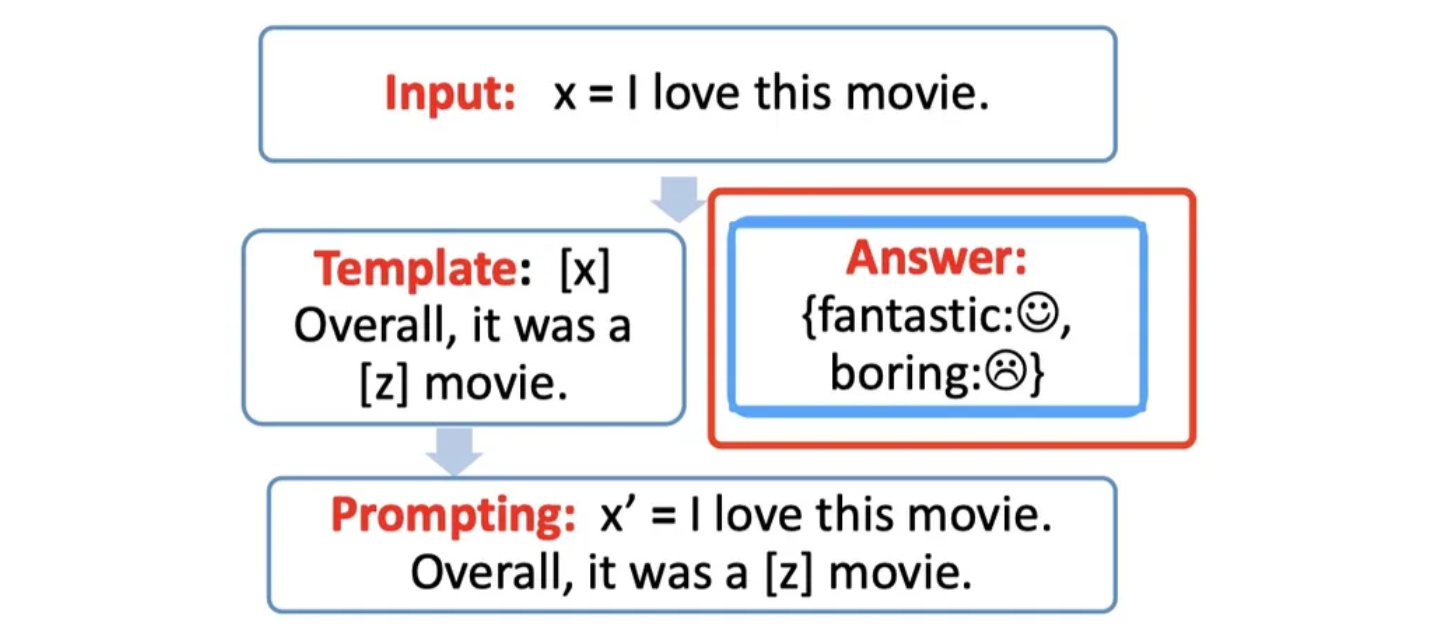 Input: x = I love this movie.
Template: [x]
Overall, it was a
[z] movie.
Answer:
{fantastic:☺,
boring:☹}
Prompting: x’ = I love this movie.
Overall, it was a [z] movie.